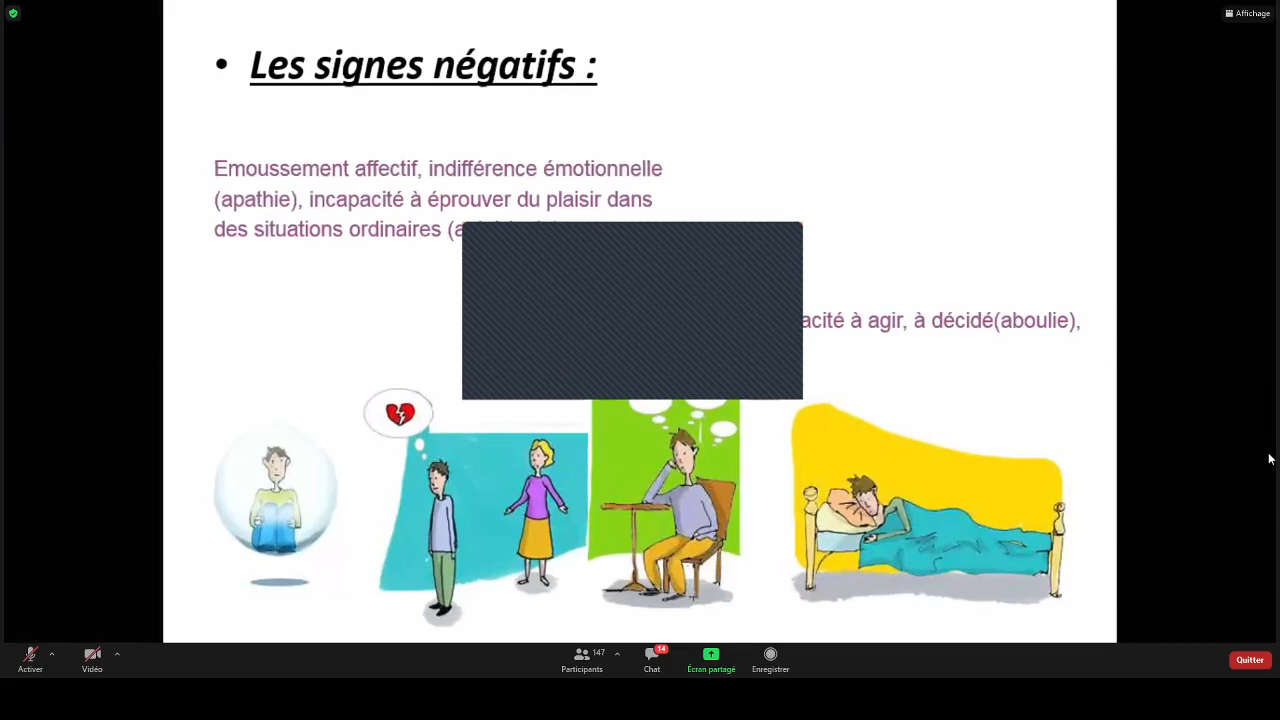 Affichage
• Les signes négatifs :
Emoussement affectif, indifférence émotionnelle
(apathie), incapacité à éprouver du plaisir dans
des situations ordinaires
à agir, à décidé(aboulie),
Activer
Vidéo
147
Participants
14
Chat
Écran partagé
Enregistrer
Quitter